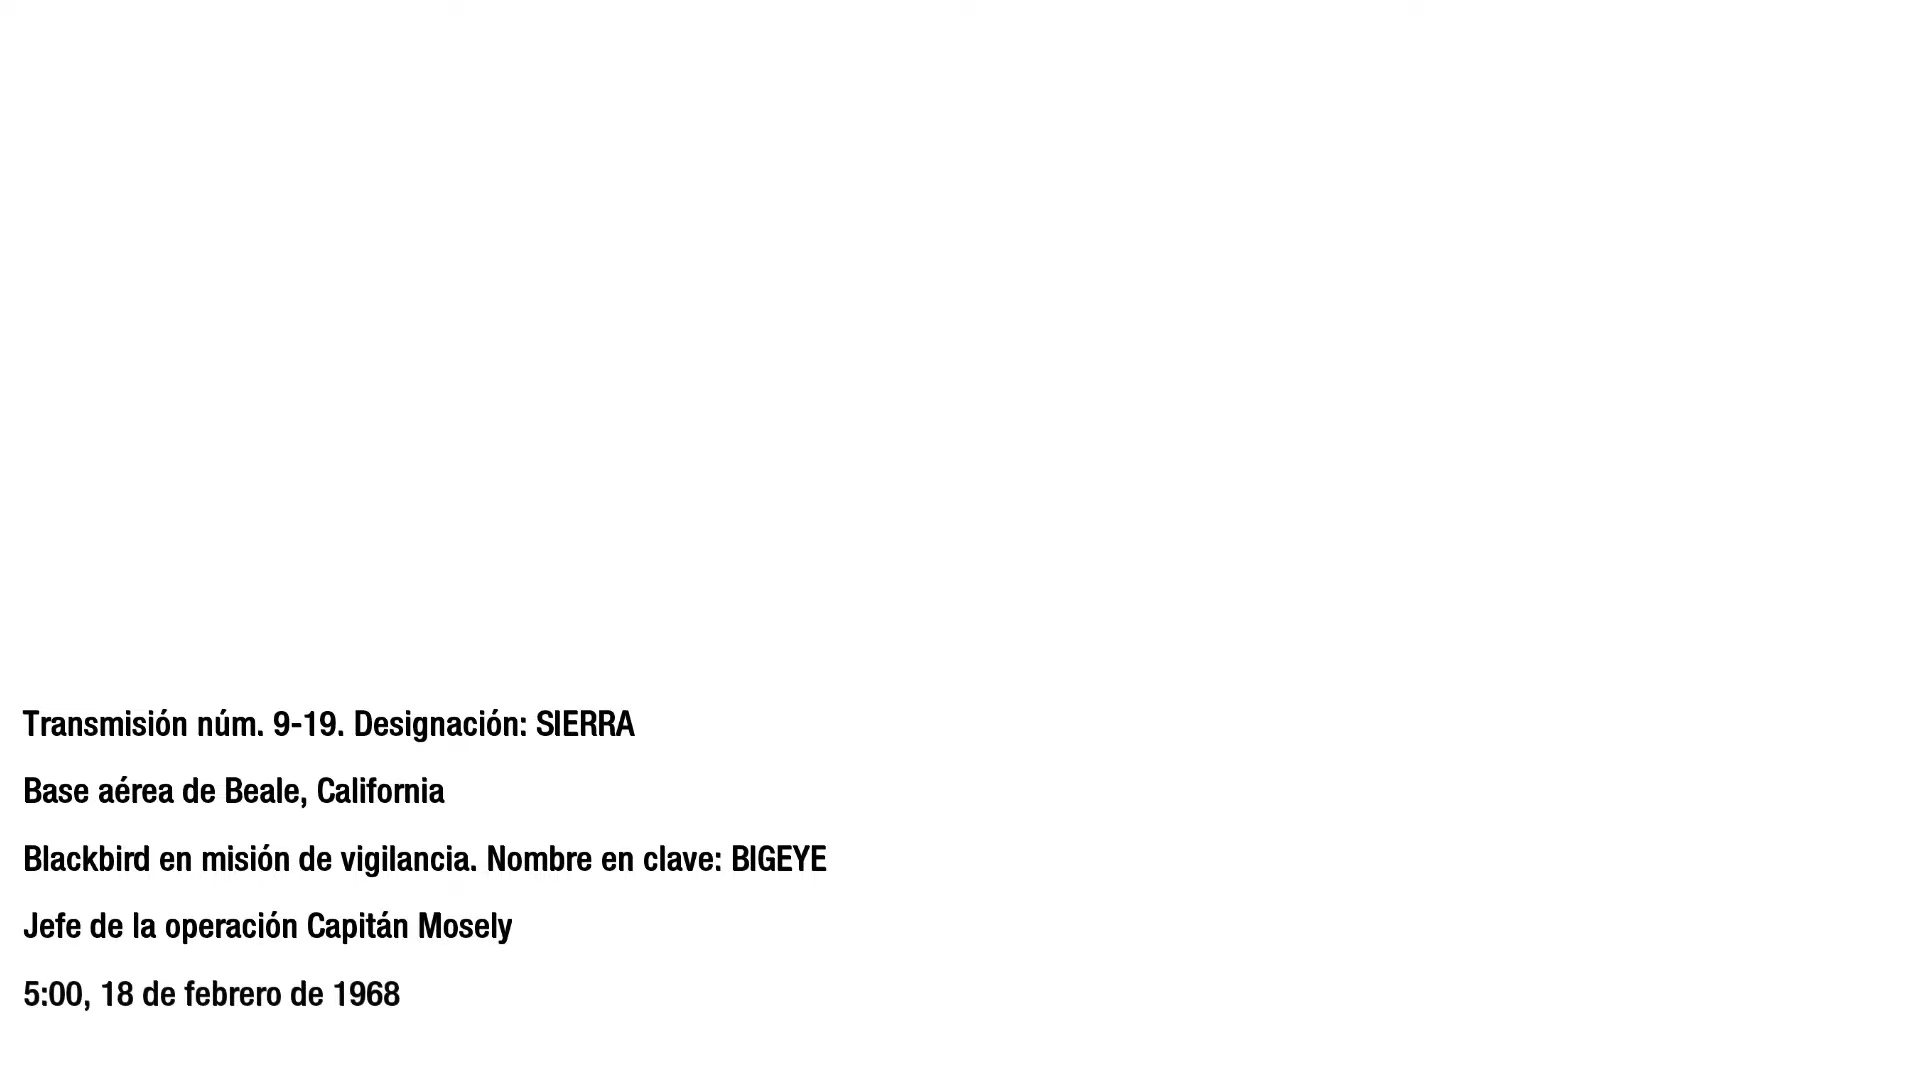 Transmisión núm. 9-19. Designación: SIERRA
Base aérea de Beale, California
Blackbird en misión de vigilancia. Nombre en clave: BIGEYE
Jefe de la operación Capitán Mosely
5:00, 18 de febrero de 1968